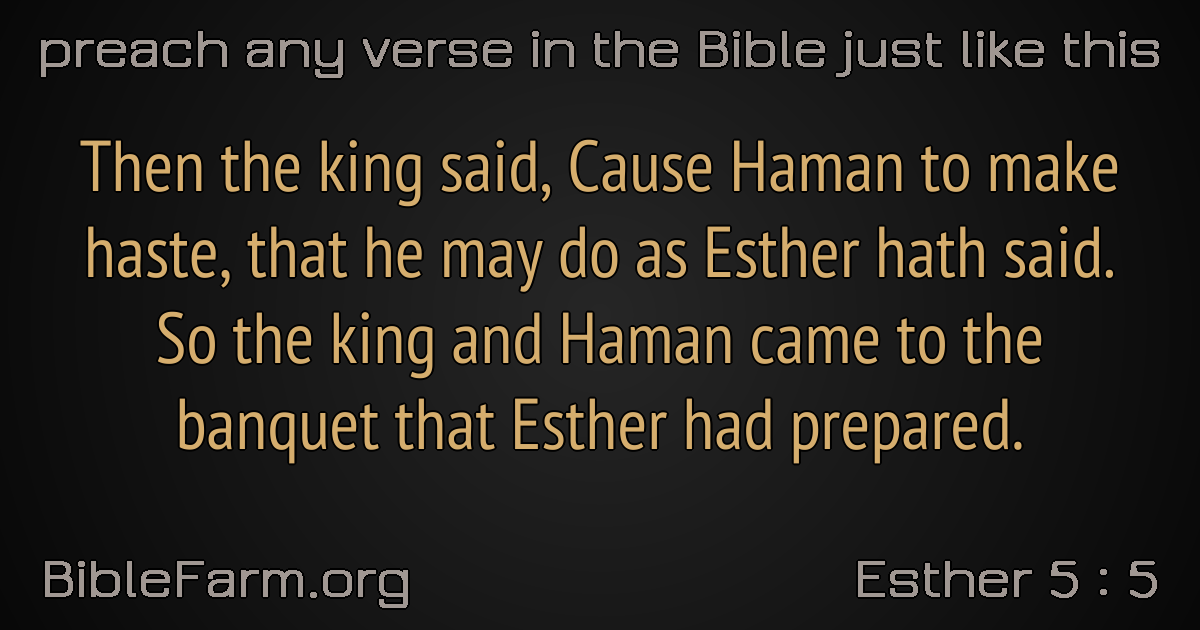 preach any verse in the Bible just like this
Then the king said, Cause Haman to make
haste, that he may do as Esther hath said.
So the king and Haman came to the
banquet that Esther had prepared.
BibleFarm.org
Esther 5 : 5